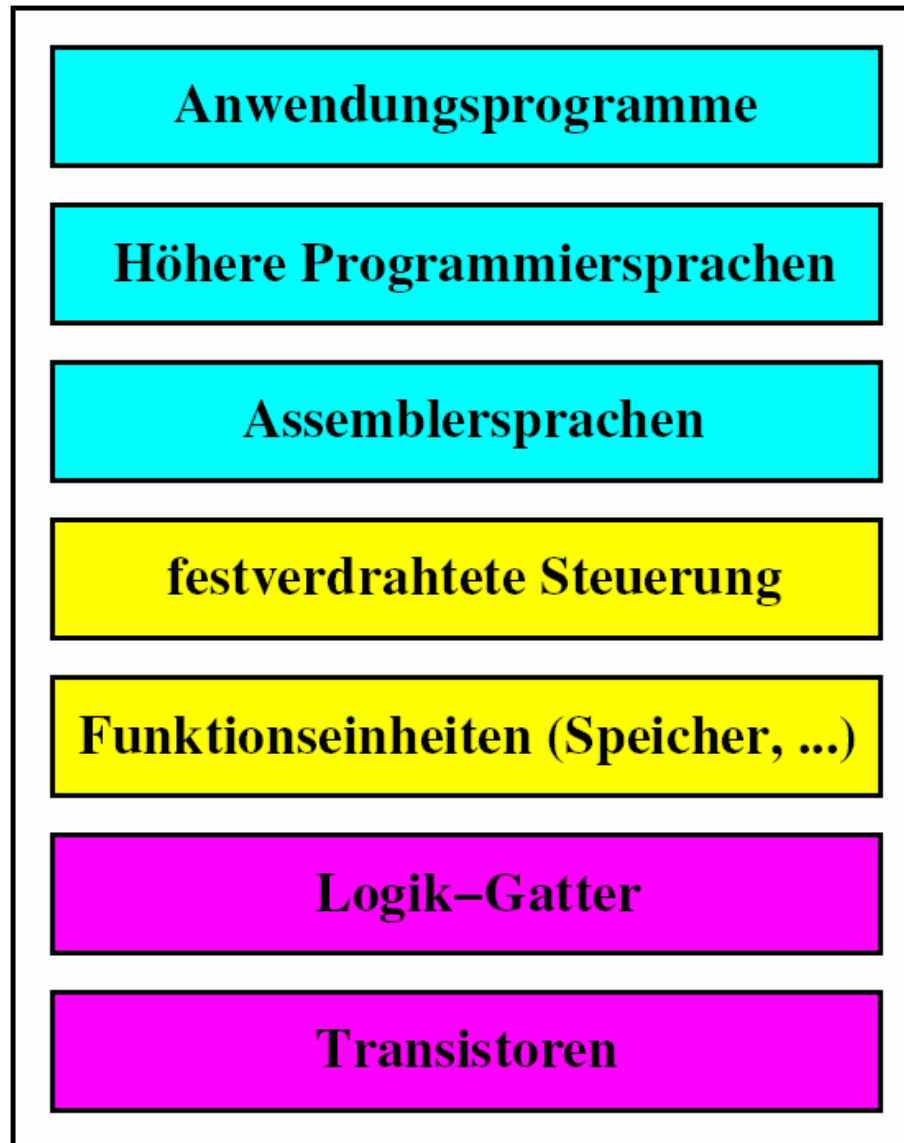 Anwendungsprogramme
Höhere Programmiersprachen
Assemblersprachen
festverdrahtete Steuerung
Funktionseinheiten (Speicher, ...)
Logik–Gatter
Transistoren